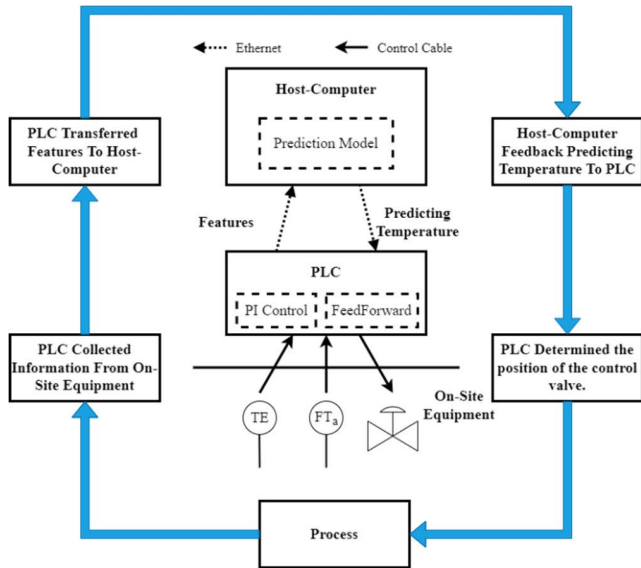 Ethernet
Control Cable
Host-Computer
Prediction Model
PLC Transferred
Features To Host-
Computer
Host-Computer
Feedback Predicting
Temperature To PLC
Features
Predicting
Temperature
PLC
PI Control
FeedForward
PLC Collected
Information From On-
Site Equipment
PLC Determined the
position of the control
valve.
On-Site
Equipment
TE
FTa
Process